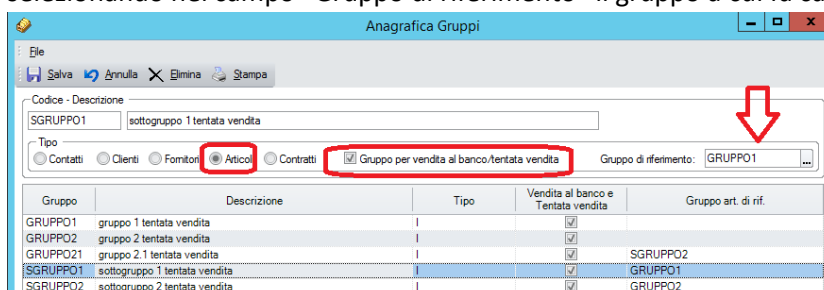 selezionando nel campo "Gruppo di riferimento" il gruppo a cui la
Anagrafica Gruppi
File
Salva Annulla Elimina Stampa
Codice - Descrizione
SGRUPPO1 sottogruppo 1 tentata vendita
Tipo
Contatti Clienti Fornitori Articoli Contratti Gruppo per vendita al banco/tentata vendita Gruppo di riferimento: GRUPPO1 ...
Gruppo Descrizione Tipo Vendita al banco e Tentata vendita Gruppo art. di rif.
GRUPPO1 gruppo 1 tentata vendita I
GRUPPO2 gruppo 2 tentata vendita I
GRUPPO21 gruppo 2.1 tentata vendita I SGRUPPO2
SGRUPPO1 sottogruppo 1 tentata vendita I GRUPPO1
SGRUPPO2 sottogruppo 2 tentata vendita I GRUPPO2